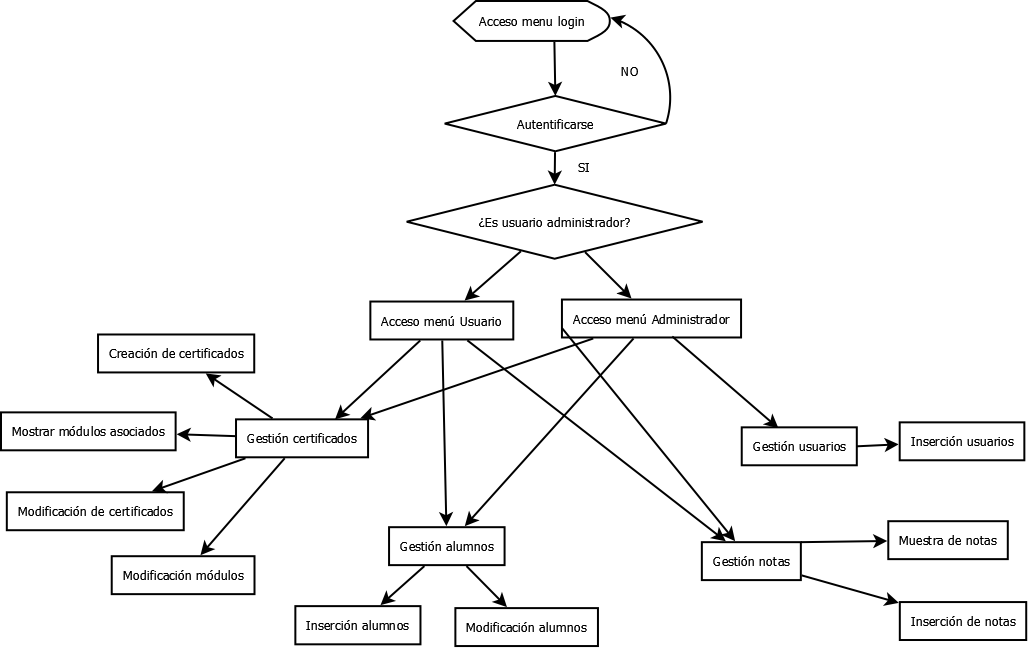 Acceso menu login
NO
Autentificarse
SI
¿Es usuario administrador?
Acceso menú Usuario
Acceso menú Administrador
Creación de certificados
Mostrar módulos asociados
Gestión certificados
Gestión usuarios
Inserción usuarios
Modificación de certificados
Gestión alumnos
Muestra de notas
Gestión notas
Modificación módulos
Inserción alumnos
Modificación alumnos
Inserción de notas